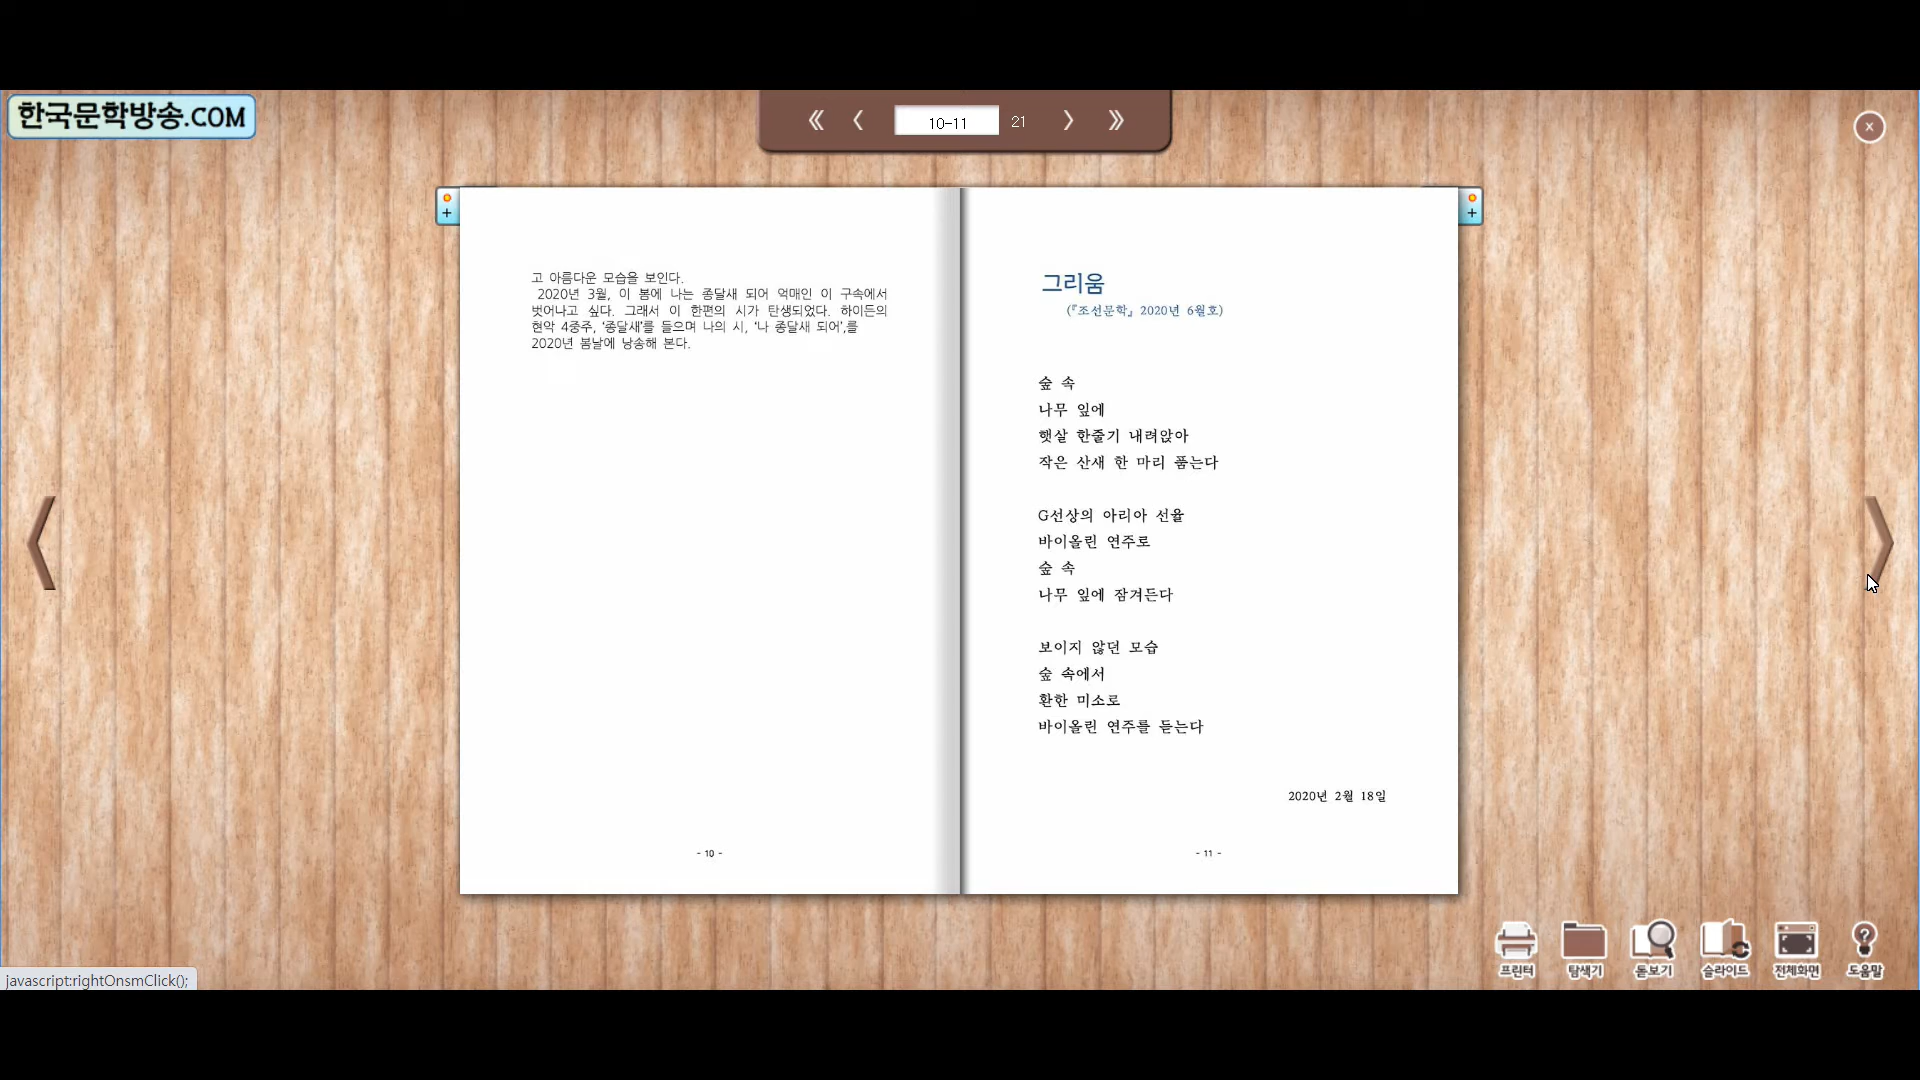 한국문학방송.COM
10-11
21
고 아름다운 모습을 보인다.
2020년 3월, 이 봄에 나는 종달새 되어 억매인 이 구속에서
벗어나고 싶다. 그래서 이 한편의 시가 탄생되었다. 하이든의
현악 4중주, '종달새'를 들으며 나의 시, '나 종달새 되어',를
2020년 봄날에 낭송해 본다.
- 10 -
그리움
(『조선문학』 2020년 6월호)
숲 속
나무 잎에
햇살 한줄기 내려앉아
작은 산새 한 마리 품는다
G선상의 아리아 선율
바이올린 연주로
숲 속
나무 잎에 잠겨든다
보이지 않던 모습
숲 속에서
환한 미소로
바이올린 연주를 듣는다
2020년 2월 18일
- 11 -
프린터
탐색기
돋보기
슬라이드
전체화면
도움말
javascript:rightOnsmClick();